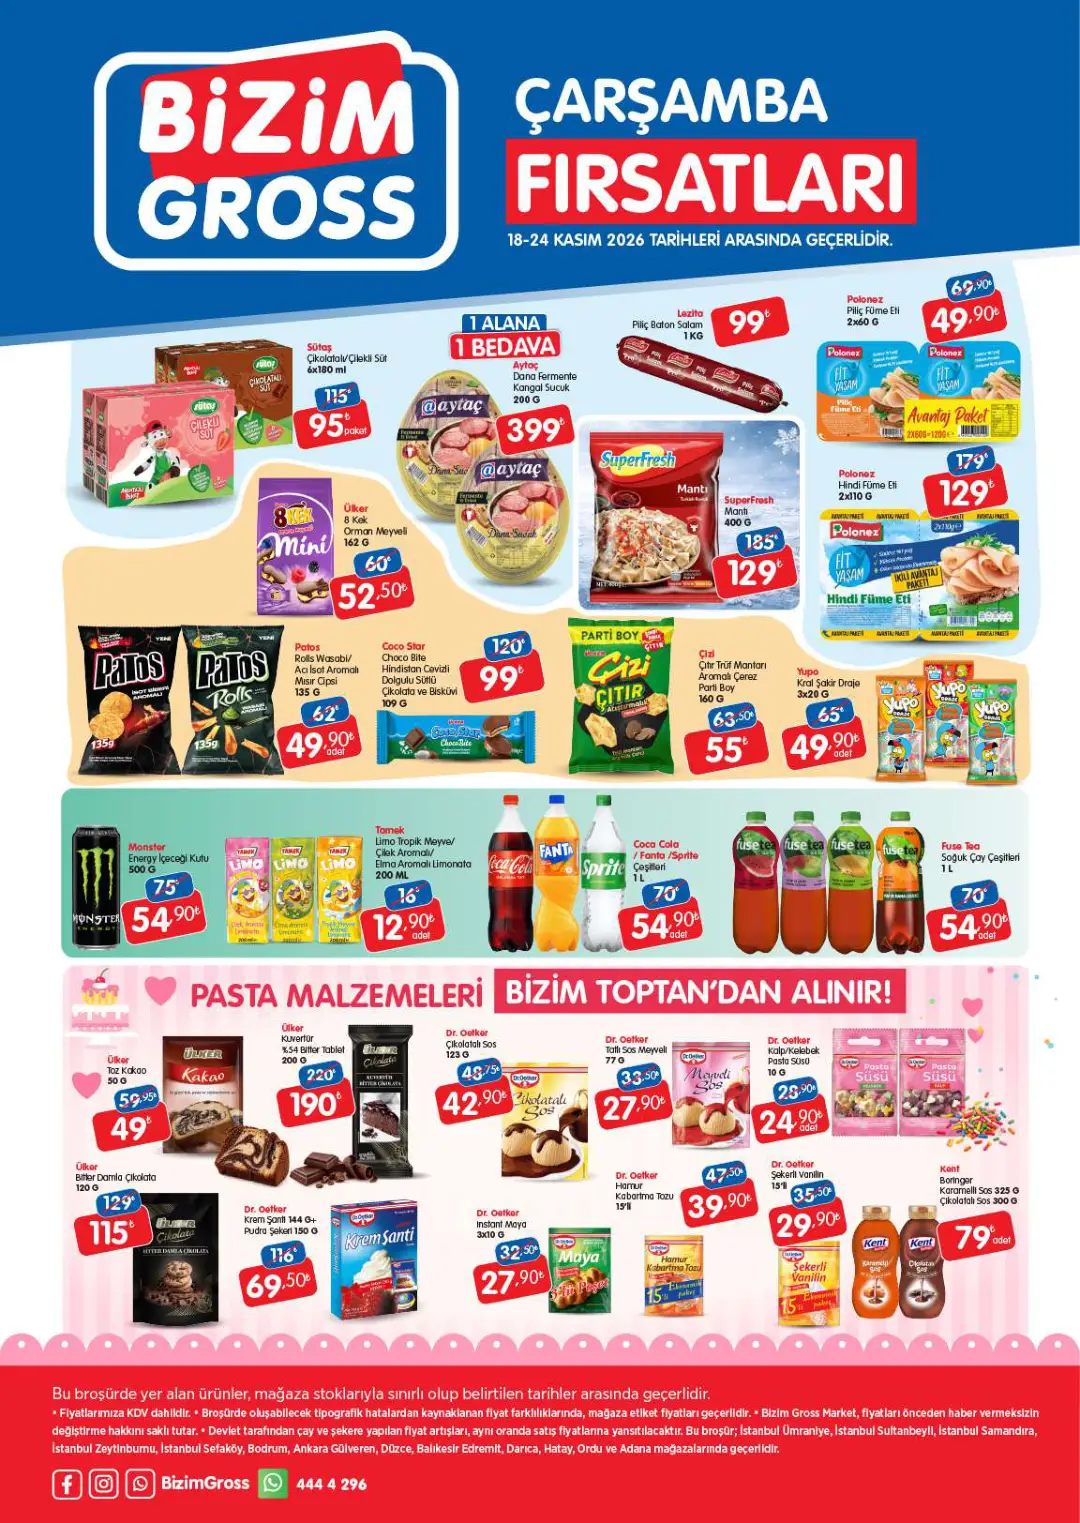 BiZiM
GROSS
ÇARŞAMBA
FIRSATLARI
18-24 KASIM 2026 TARİHLERİ ARASINDA GEÇERLİDİR.
Sütaş
Çikolatalı/Çilekli Süt
6x180 ml
115₺
95₺
paket
1 ALANA
1 BEDAVA
Aytaç
Dana Fermente
Kangal Sucuk
200 G
399₺
Lezita
Piliç Baton Salam
1 KG
99₺
Polonez
Piliç Füme Eti
2x60 G
69,90₺
49,90₺
Polonez
Hindi Füme Eti
2x110 G
179₺
129₺
SuperFresh
Mantı
400 G
185₺
129₺
Ülker
8 Kek
Orman Meyveli
162 G
60₺
52,50₺
Patos
Rolls Wasabi/
Acı İsot Aromalı
Mısır Cipsi
135 G
62₺
49,90₺
adet
Coco Star
Choco Bite
Hindistan Cevizli
Dolgulu Sütlü
Çikolata ve Bisküvi
109 G
120₺
99₺
Çizi
Çıtır Trüf Mantarı
Aromalı Çerez
Parti Boy
160 G
63,50₺
55₺
Yupo
Kral Şakir Draje
3x20 G
65₺
49,90₺
adet
Monster
Energy İçeceği Kutu
500 G
75₺
54,90₺
Tamek
Limo Tropik Meyve/
Çilek Aromalı/
Elma Aromalı Limonata
200 ML
16₺
12,90₺
adet
Coca Cola
/ Fanta /Sprite
Çeşitleri
1 L
70₺
54,90₺
adet
Fuse Tea
Soğuk Çay Çeşitleri
1 L
70₺
54,90₺
adet
PASTA MALZEMELERİ BİZİM TOPTAN'DAN ALINIR!
Ülker
Toz Kakao
50 G
59,95₺
49₺
Ülker
Kuvertür
%54 Bitter Tablet
200 G
220₺
190₺
Dr. Oetker
Çikolatalı Sos
123 G
48,75₺
42,90₺
Dr. Oetker
Tatlı Sos Meyveli
77 G
33,50₺
27,90₺
Dr. Oetker
Kalp/Kelebek
Pasta Süsü
10 G
28,90₺
24,90₺
adet
Ülker
Bitter Damla Çikolata
120 G
129₺
115₺
Dr. Oetker
Krem Şanti 144 G+
Pudra Şekeri 150 G
116₺
69,50₺
Dr. Oetker
Instant Maya
3x10 G
32,50₺
27,90₺
Dr. Oetker
Hamur
Kabartma Tozu
15'li
47,50₺
39,90₺
Dr. Oetker
Şekerli Vanilin
15'li
35,50₺
29,90₺
Kent
Boringer
Karamelli Sos 325 G
Çikolatalı Sos 300 G
79₺
adet
Bu broşürde yer alan ürünler, mağaza stoklarıyla sınırlı olup belirtilen tarihler arasında geçerlidir.
• Fiyatlarımıza KDV dahildir. • Broşürde oluşabilecek tipografik hatalardan kaynaklanan fiyat farklılıklarında, mağaza etiket fiyatları geçerlidir. • Bizim Gross Market, fiyatları önceden haber vermeksizin
değiştirme hakkını saklı tutar. • Devlet tarafından çay ve şekere yapılan fiyat artışları, aynı oranda satış fiyatlarına yansıtılacaktır. Bu broşür; İstanbul Ümraniye, İstanbul Sultanbeyli, İstanbul Samandıra,
İstanbul Zeytinburnu, İstanbul Sefaköy, Bodrum, Ankara Gülveren, Düzce, Balıkesir Edremit, Darıca, Hatay, Ordu ve Adana mağazalarında geçerlidir.
BizimGross 444 4 296